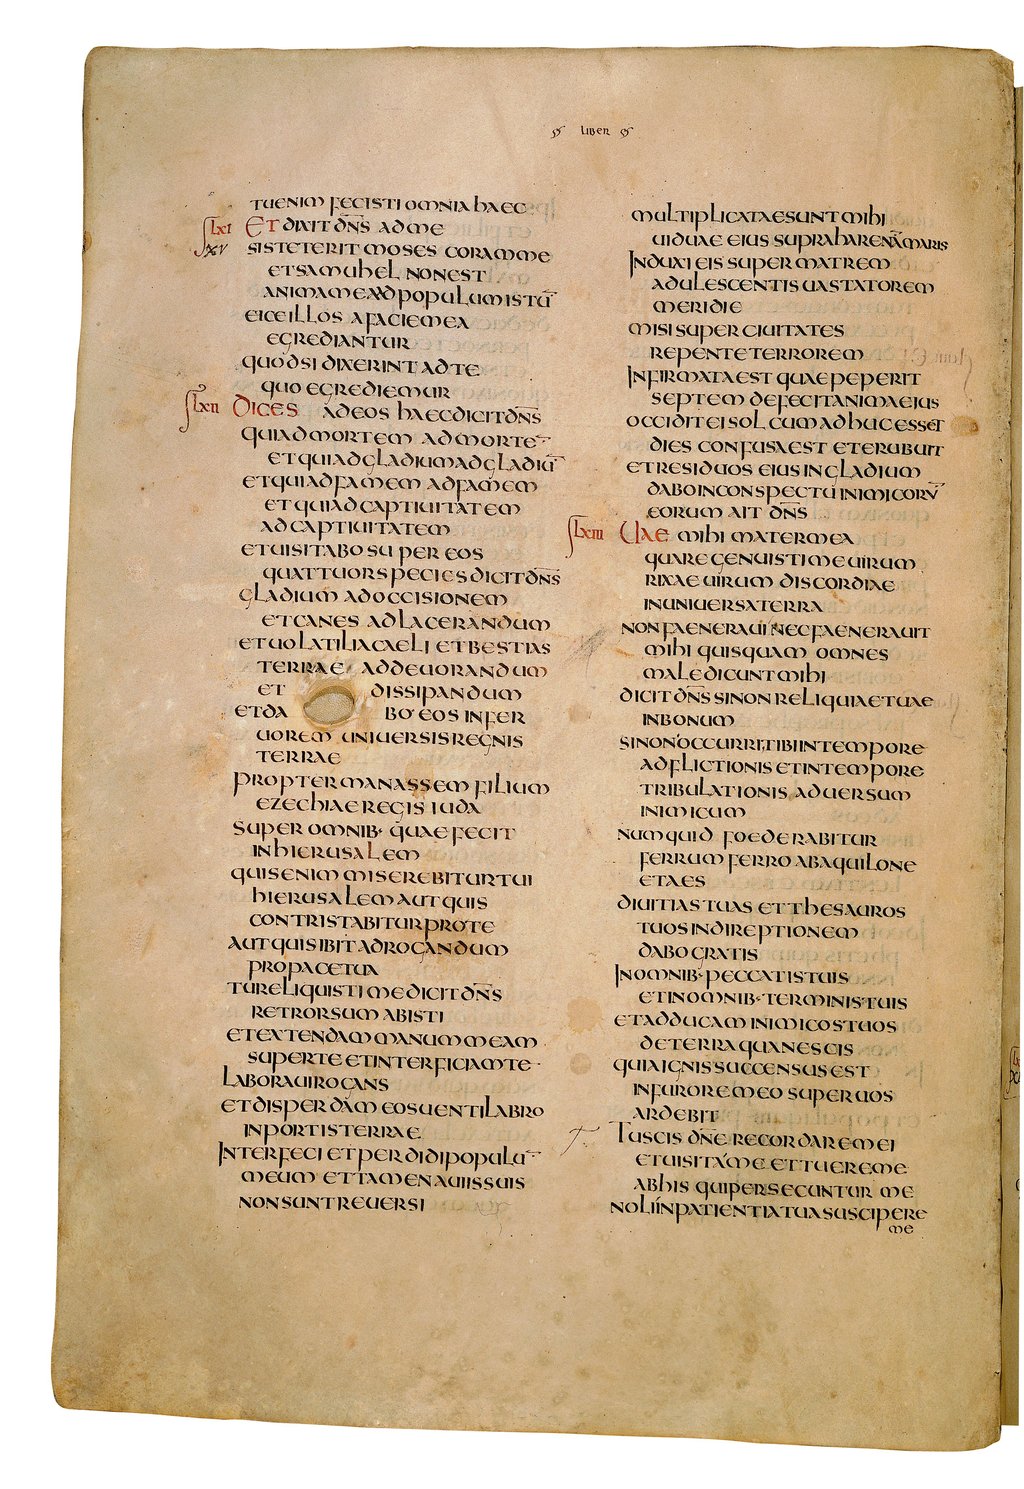 LIBER
TUENIM FECISTI OMNIA HAEC
LXI ET DIXIT DNS AD ME
XV SI STETERIT MOSES CORAM ME
ET SAMUHEL NON EST
ANIMA MEA AD POPULUM ISTU
EICE ILLOS A FACIE MEA
EGREDIANTUR
QUOD SI DIXERINT AD TE
QUO EGREDIEMUR
LXII DICES AD EOS HAEC DICIT DNS
QUI AD MORTEM AD MORTE
ET QUI AD GLADIUM AD GLADIU
ET QUI AD FAMEM AD FAMEM
ET QUI AD CAPTIUITATEM
AD CAPTIUITATEM
ET UISITABO SUPER EOS
QUATTUOR SPECIES DICIT DNS
GLADIUM AD OCCISIONEM
ET CANES AD LACERANDUM
ET UOLATILIA CAELI ET BESTIAS
TERRAE AD DEUORANDUM
ET DISSIPANDUM
ET DABO EOS IN FER
UOREM UNIUERSIS REGNIS
TERRAE
PROPTER MANASSEM FILIUM
EZECHIAE REGIS IUDA
SUPER OMNIB· QUAE FECIT
IN HIERUSALEM
QUIS ENIM MISEREBITUR TUI
HIERUSALEM AUT QUIS
CONTRISTABITUR PRO TE
AUT QUIS IBIT AD ROGANDUM
PRO PACE TUA
TU RELIQUISTI ME DICIT DNS
RETRORSUM ABISTI
ET EXTENDAM MANUM MEAM
SUPER TE ET INTERFICIAM TE
LABORAUI ROGANS
ET DISPERDAM EOS UENTILABRO
IN PORTIS TERRAE
INTERFECI ET PERDIDI POPULU
MEUM ET TAMEN A UIIS SUIS
NON SUNT REUERSI
MULTIPLICATAE SUNT MIHI
UIDUAE EIUS SUPRA HARENAM MARIS
INDUXI EIS SUPER MATREM
ADULESCENTIS UASTATOREM
MERIDIE
MISI SUPER CIUITATES
REPENTE TERROREM
INFIRMATA EST QUAE PEPERIT
SEPTEM DEFECIT ANIMA EIUS
OCCIDIT EI SOL CUM ADHUC ESSET
DIES CONFUSA EST ET ERUBUIT
ET RESIDUOS EIUS IN GLADIUM
DABO IN CONSPECTU INIMICORU
EORUM AIT DNS
LXIII UAE MIHI MATER MEA
QUARE GENUISTI ME UIRUM
RIXAE UIRUM DISCORDIAE
IN UNIUERSA TERRA
NON FAENERAUI NEC FAENERAUIT
MIHI QUISQUAM OMNES
MALEDICUNT MIHI
DICIT DNS SI NON RELIQUIAE TUAE
IN BONUM
SI NON OCCURRI TIBI IN TEMPORE
ADFLICTIONIS ET IN TEMPORE
TRIBULATIONIS ADUERSUM
INIMICUM
NUMQUID FOEDERABITUR
FERRUM FERRO AB AQUILONE
ET AES
DIUITIAS TUAS ET THESAUROS
TUOS IN DIREPTIONEM
DABO GRATIS
IN OMNIB· PECCATIS TUIS
ET IN OMNIB· TERMINIS TUIS
ET ADDUCAM INIMICOS TUOS
DE TERRA QUA NESCIS
QUIA IGNIS SUCCENSUS EST
IN FURORE MEO SUPER UOS
ARDEBIT
TU SCIS DNE RECORDARE MEI
ET UISITA ME ET TUERE ME
AB HIS QUI PERSECUNTUR ME
NOLI IN PATIENTIA TUA SUSCIPERE
ME